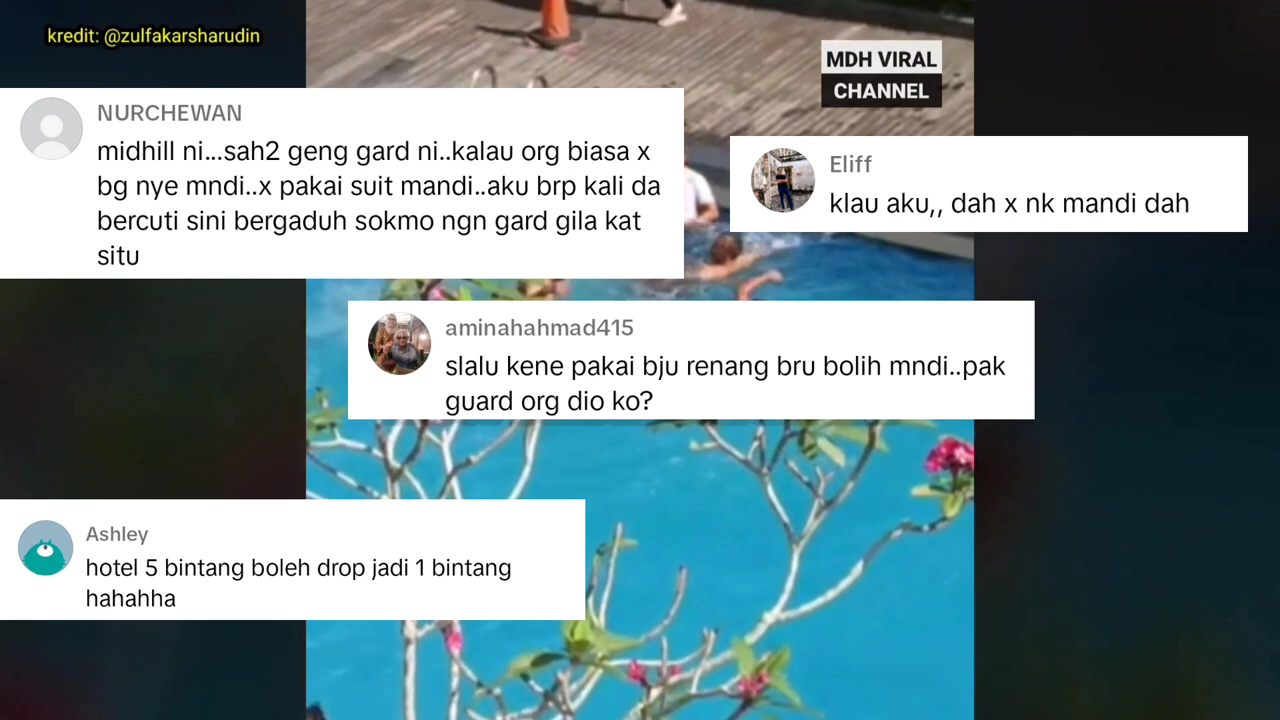 kredit: @zulfakarsharudin
MDH VIRAL
CHANNEL
NURCHEWAN
midhill ni...sah2 geng gard ni..kalau org biasa x
bg nye mndi..x pakai suit mandi..aku brp kali da
bercuti sini bergaduh sokmo ngn gard gila kat
situ
Eliff
klau aku,, dah x nk mandi dah
aminahahmad415
slalu kene pakai bju renang bru bolih mndi..pak
guard org dio ko?
Ashley
hotel 5 bintang boleh drop jadi 1 bintang
hahahha